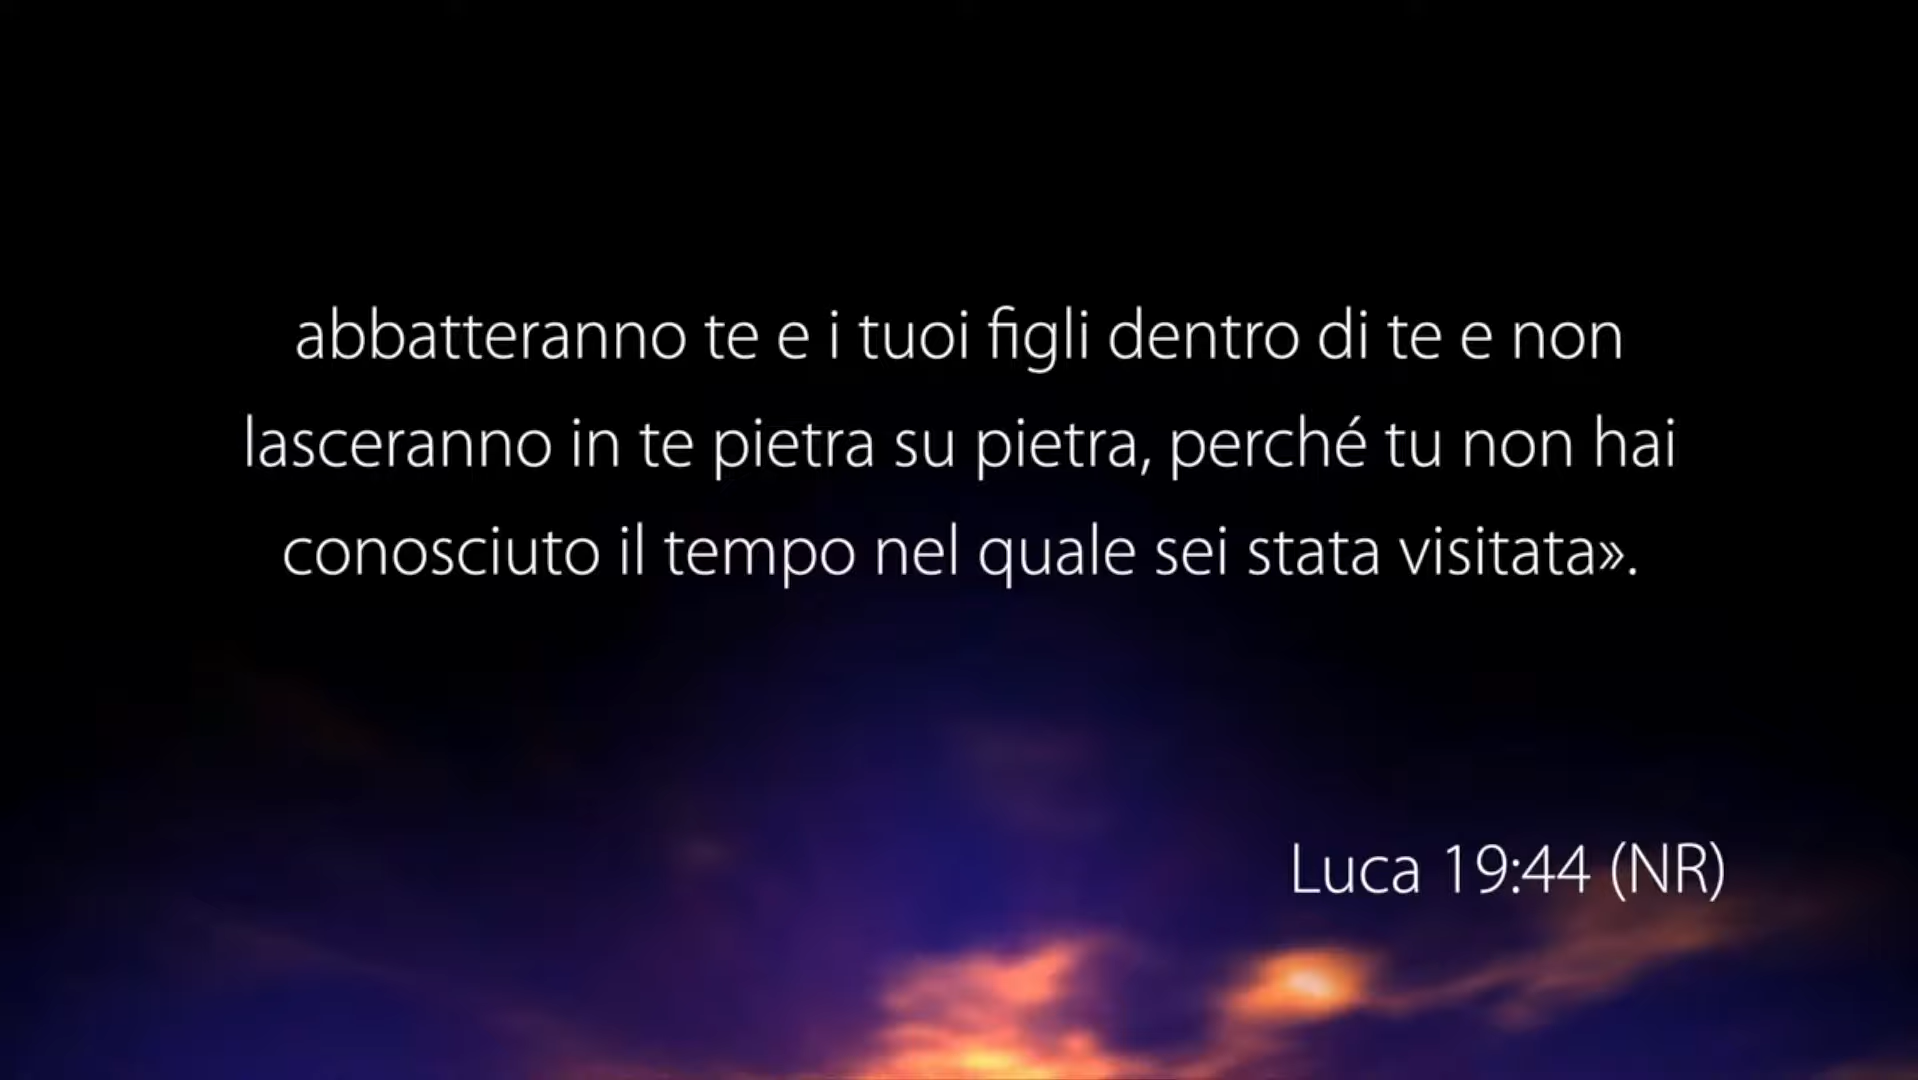 abbatteranno te e i tuoi figli dentro di te e non
lasceranno in te pietra su pietra, perché tu non hai
conosciuto il tempo nel quale sei stata visitata».
Luca 19:44 (NR)